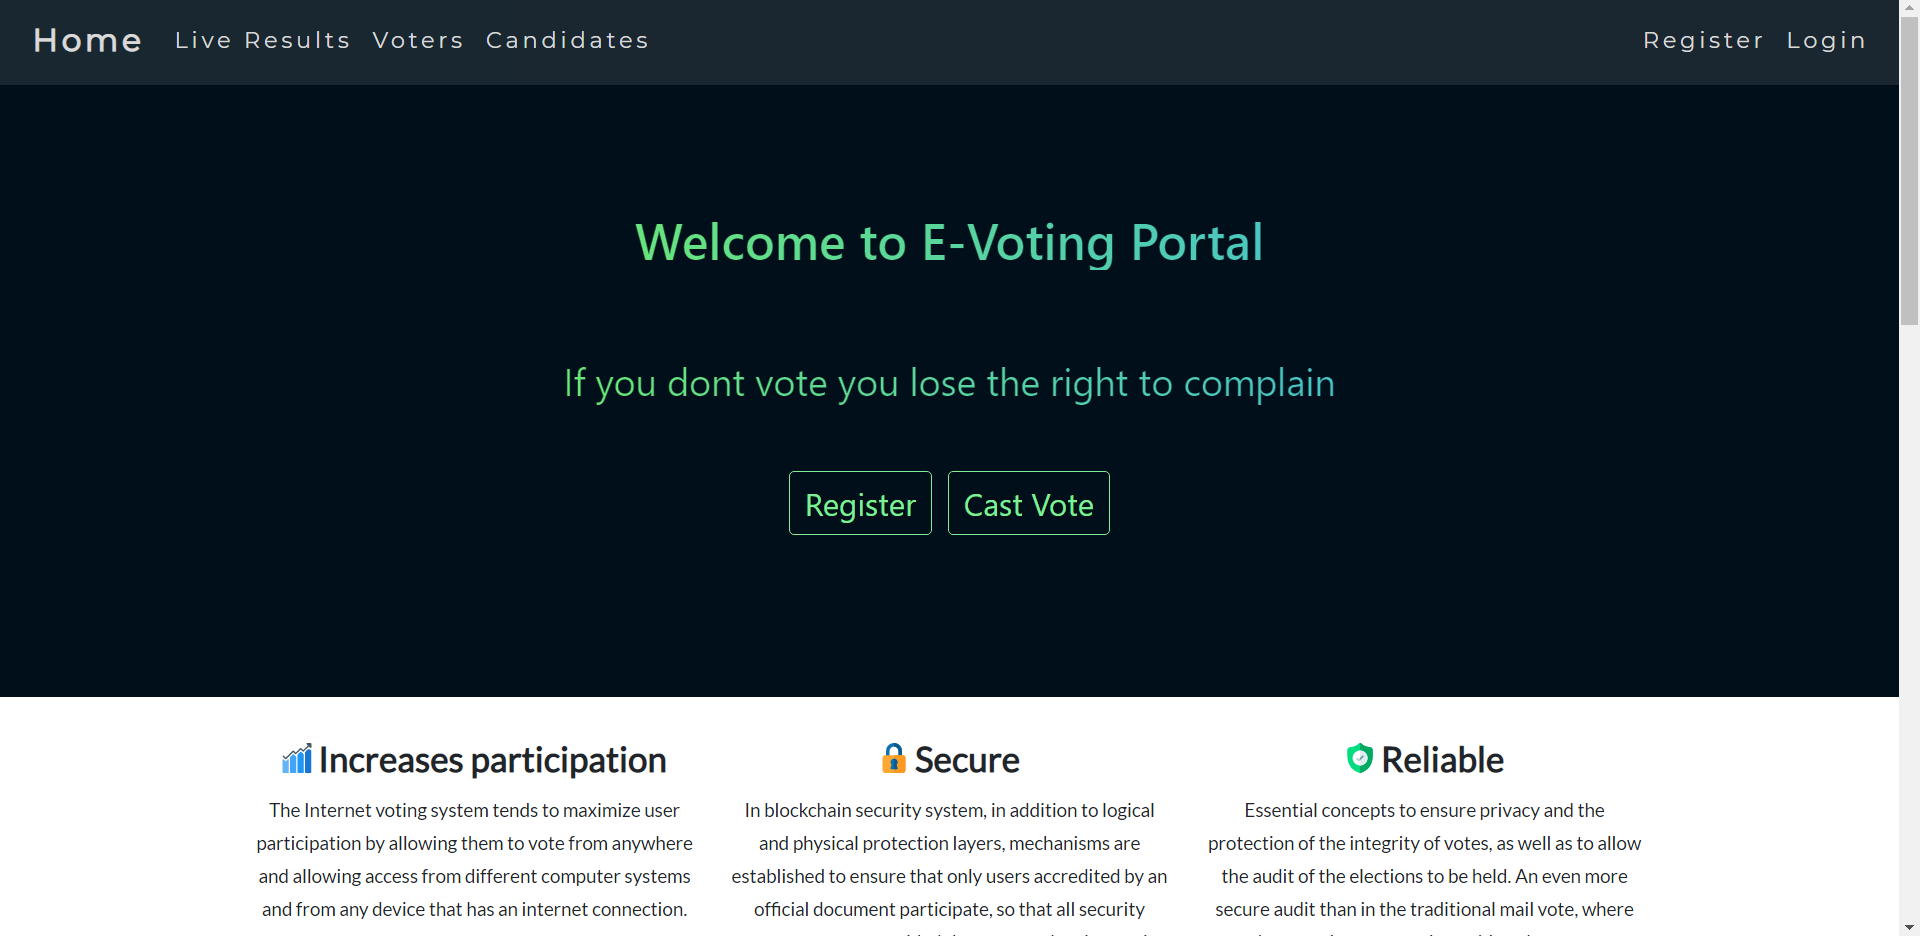 Home Live Results Voters Candidates Register Login
Welcome to E-Voting Portal
If you dont vote you lose the right to complain
Register Cast Vote
Increases participation
The Internet voting system tends to maximize user
participation by allowing them to vote from anywhere
and allowing access from different computer systems
and from any device that has an internet connection.
Secure
In blockchain security system, in addition to logical
and physical protection layers, mechanisms are
established to ensure that only users accredited by an
official document participate, so that all security
Reliable
Essential concepts to ensure privacy and the
protection of the integrity of votes, as well as to allow
the audit of the elections to be held. An even more
secure audit than in the traditional mail vote, where